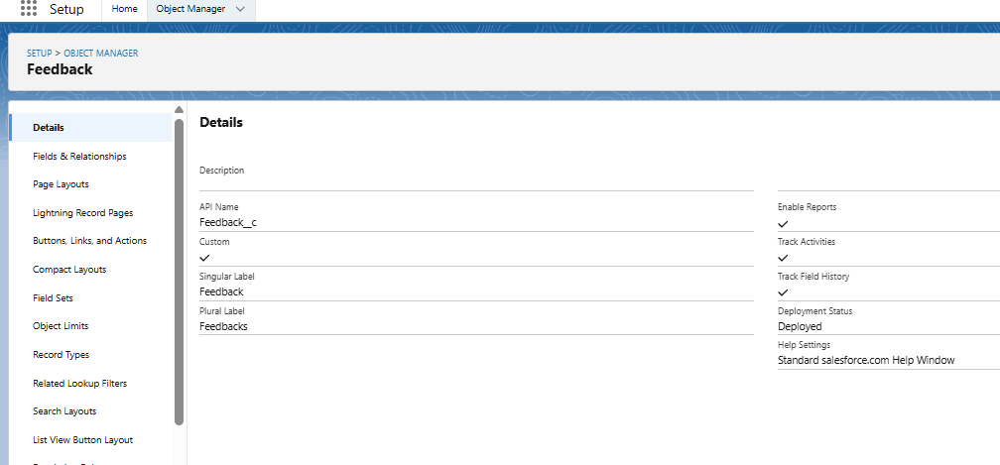 Setup
Home
Object Manager
SETUP > OBJECT MANAGER
Feedback
Details
Fields & Relationships
Page Layouts
Lightning Record Pages
Buttons, Links, and Actions
Compact Layouts
Field Sets
Object Limits
Record Types
Related Lookup Filters
Search Layouts
List View Button Layout
Details
Description
API Name
Feedback__c
Custom
Singular Label
Feedback
Plural Label
Feedbacks
Enable Reports
Track Activities
Track Field History
Deployment Status
Deployed
Help Settings
Standard salesforce.com Help Window